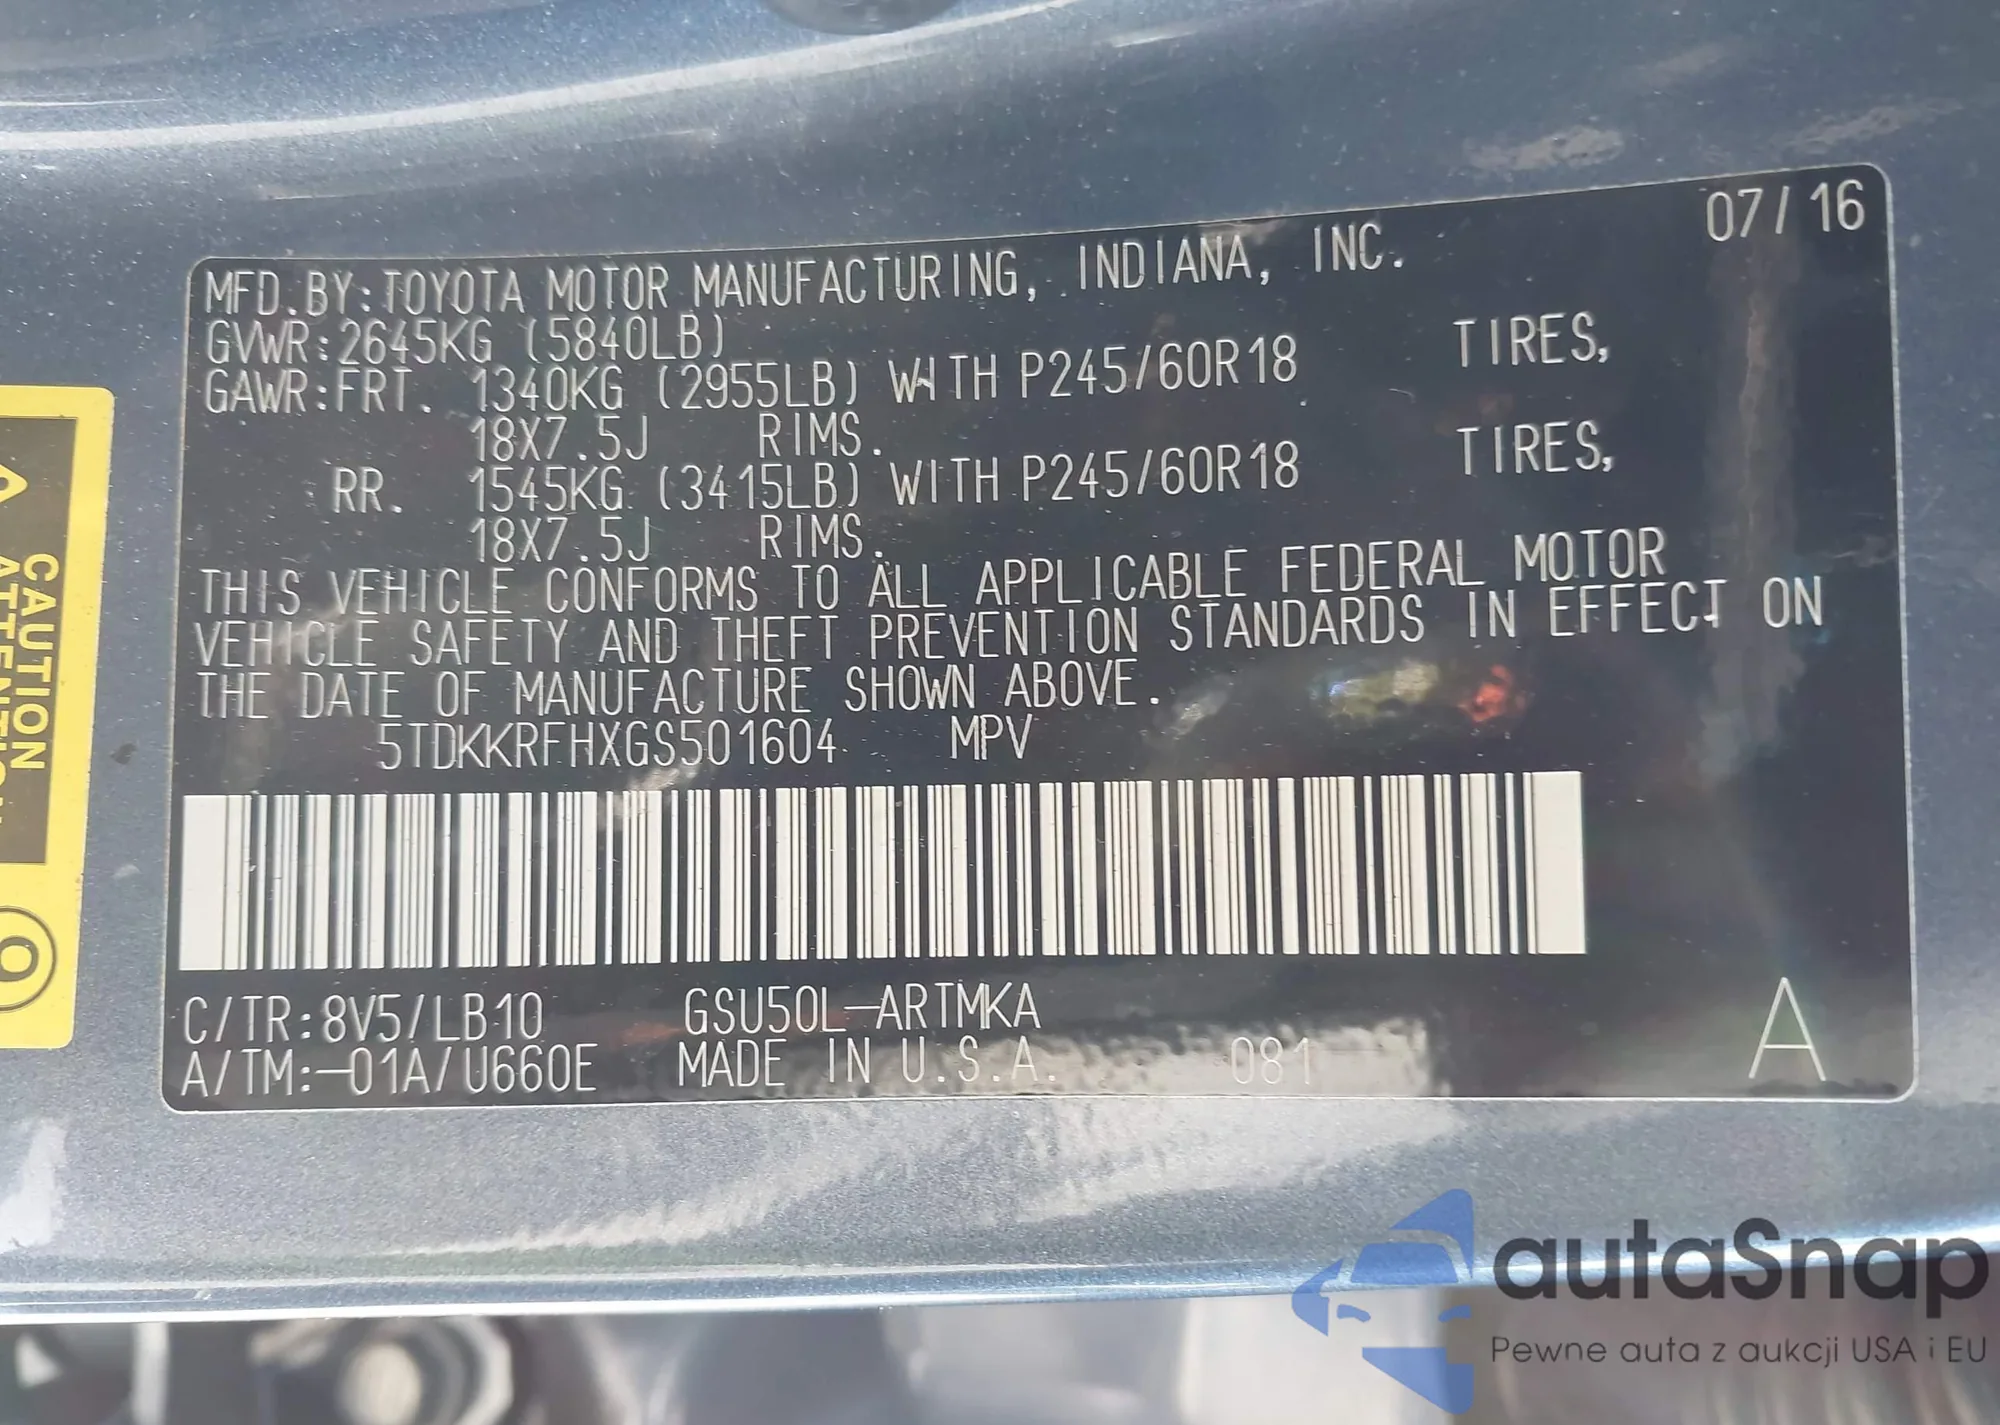 07/16
MFD.BY:TOYOTA MOTOR MANUFACTURING, INDIANA, INC.
GVWR:2645KG (5840LB)
GAWR:FRT. 1340KG (2955LB) WITH P245/60R18 TIRES,
18X7.5J RIMS.
RR. 1545KG (3415LB) WITH P245/60R18 TIRES,
18X7.5J RIMS.
THIS VEHICLE CONFORMS TO ALL APPLICABLE FEDERAL MOTOR
VEHICLE SAFETY AND THEFT PREVENTION STANDARDS IN EFFECT ON
THE DATE OF MANUFACTURE SHOWN ABOVE.
5TDKKRFHXGS501604 MPV
C/TR:8V5/LB10 GSU50L-ARTMKA
A/TM:-01A/U660E MADE IN U.S.A. 081 A
CAUTION
autaSnap
Pewne auta z aukcji USA i EU